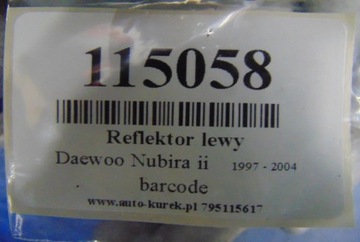 115058
Reflektor lewy
Daewoo Nubira ii 1997 - 2004
barcode
www.auto-kurek.pl 795115617